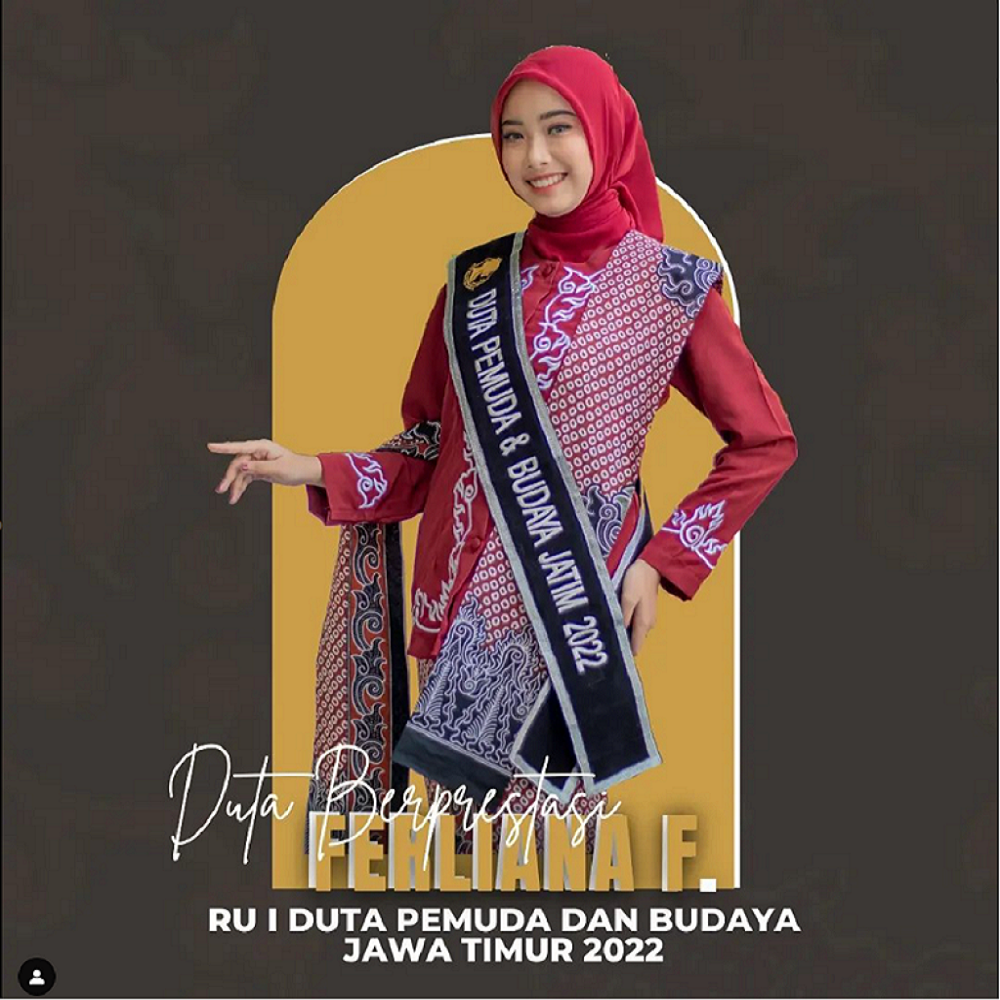 DUTA PEMUDA & BUDAYA JATIM 2022
Duta Berprestasi
FEHLIANA F.
RU I DUTA PEMUDA DAN BUDAYA
JAWA TIMUR 2022